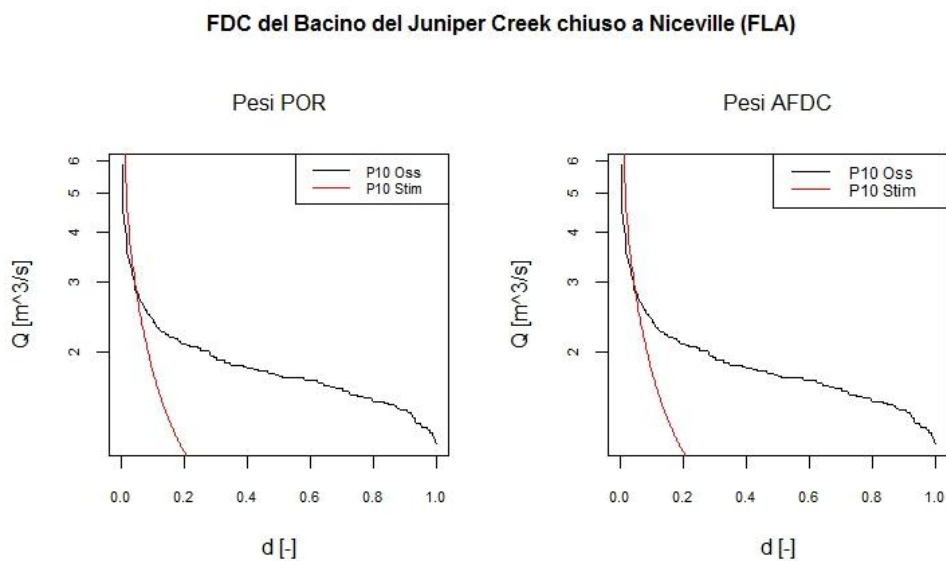 FDC del Bacino del Juniper Creek chiuso a Niceville (FLA)
Pesi POR
P10 Oss
P10 Stim
Q [m^3/s]
6
5
4
3
2
0.0 0.2 0.4 0.6 0.8 1.0
d [-]
Pesi AFDC
P10 Oss
P10 Stim
Q [m^3/s]
6
5
4
3
2
0.0 0.2 0.4 0.6 0.8 1.0
d [-]